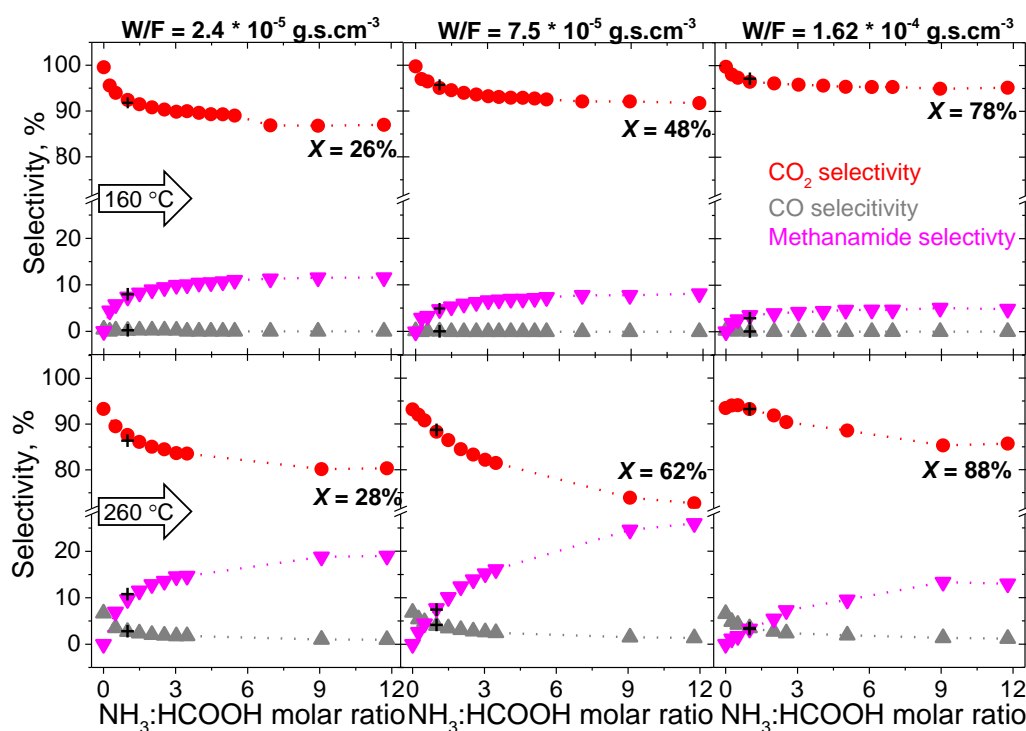 W/F = 2.4 * 10-5 g.s.cm-3 W/F = 7.5 * 10-5 g.s.cm-3 W/F = 1.62 * 10-4 g.s.cm-3
100
90
80
20
10
0
Selectivity, %
160 °C
X = 26%
X = 48%
X = 78%
CO2 selectivity
CO selecitivity
Methanamide selectivty
100
90
80
20
10
0
Selectivity, %
260 °C
X = 28%
X = 62%
X = 88%
0 3 6 9 12 0 3 6 9 12 0 3 6 9 12
NH3:HCOOH molar ratio NH3:HCOOH molar ratio NH3:HCOOH molar ratio